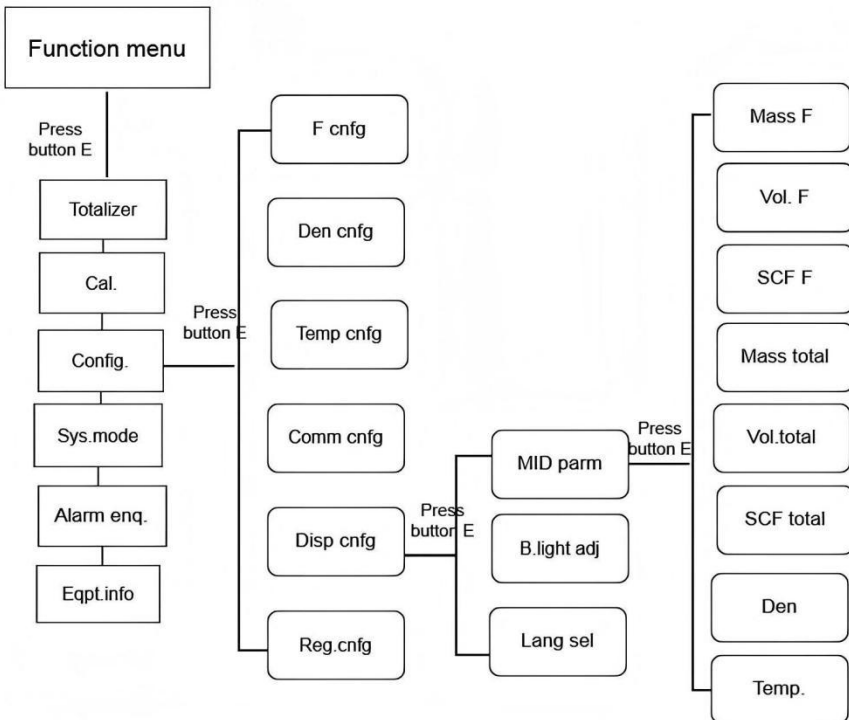 Function menu
Press
button E
Totalizer
Cal.
Config.
Sys.mode
Alarm enq.
Eqpt.info
Press
button E
F cnfg
Den cnfg
Temp cnfg
Comm cnfg
Disp cnfg
Reg.cnfg
Press
button E
MID parm
B.light adj
Lang sel
Press
button E
Mass F
Vol. F
SCF F
Mass total
Vol.total
SCF total
Den
Temp.